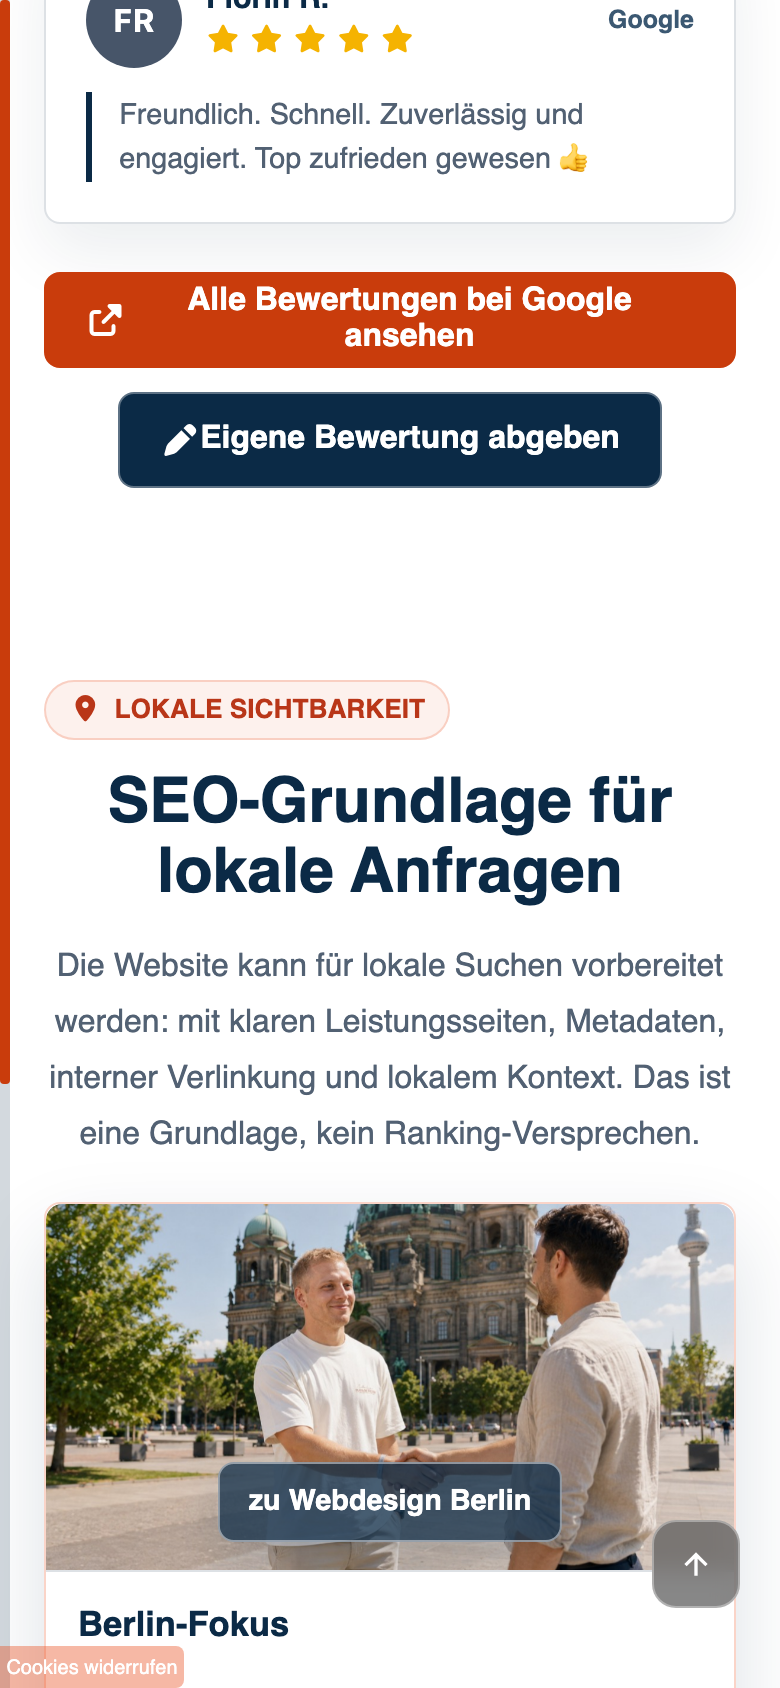 FR
Florin R.
Google
Freundlich. Schnell. Zuverlässig und
engagiert. Top zufrieden gewesen 👍
Alle Bewertungen bei Google
ansehen
Eigene Bewertung abgeben
LOKALE SICHTBARKEIT
SEO-Grundlage für
lokale Anfragen
Die Website kann für lokale Suchen vorbereitet
werden: mit klaren Leistungsseiten, Metadaten,
interner Verlinkung und lokalem Kontext. Das ist
eine Grundlage, kein Ranking-Versprechen.
zu Webdesign Berlin
Berlin-Fokus
Cookies widerrufen